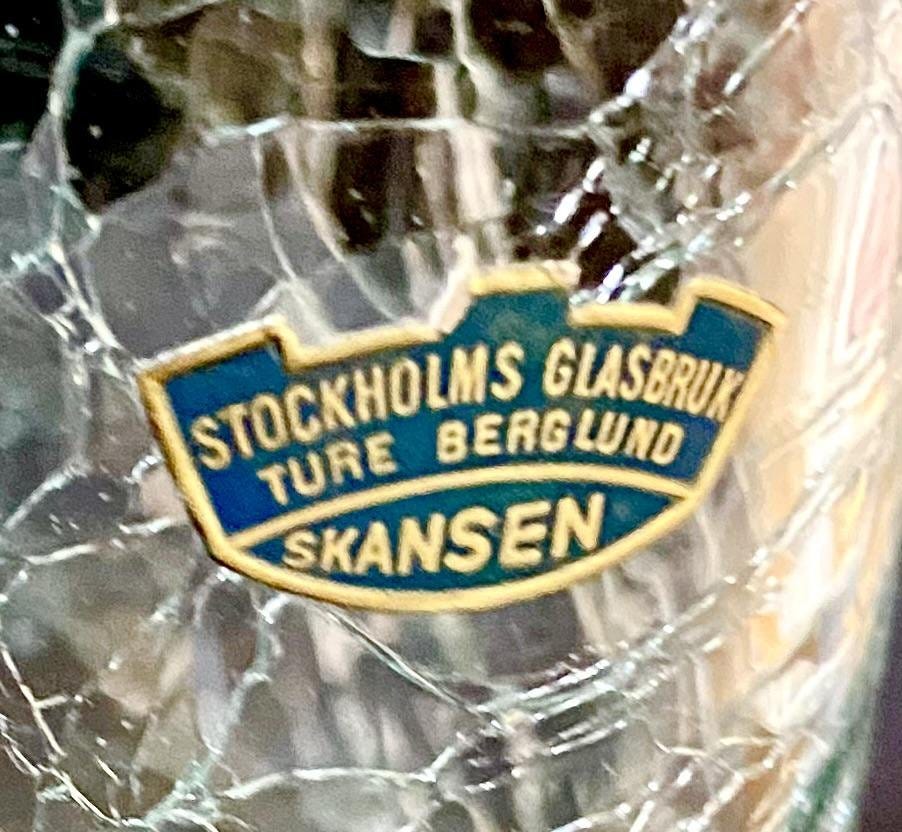 STOCKHOLMS GLASBRUK
TURE BERGLUND
SKANSEN